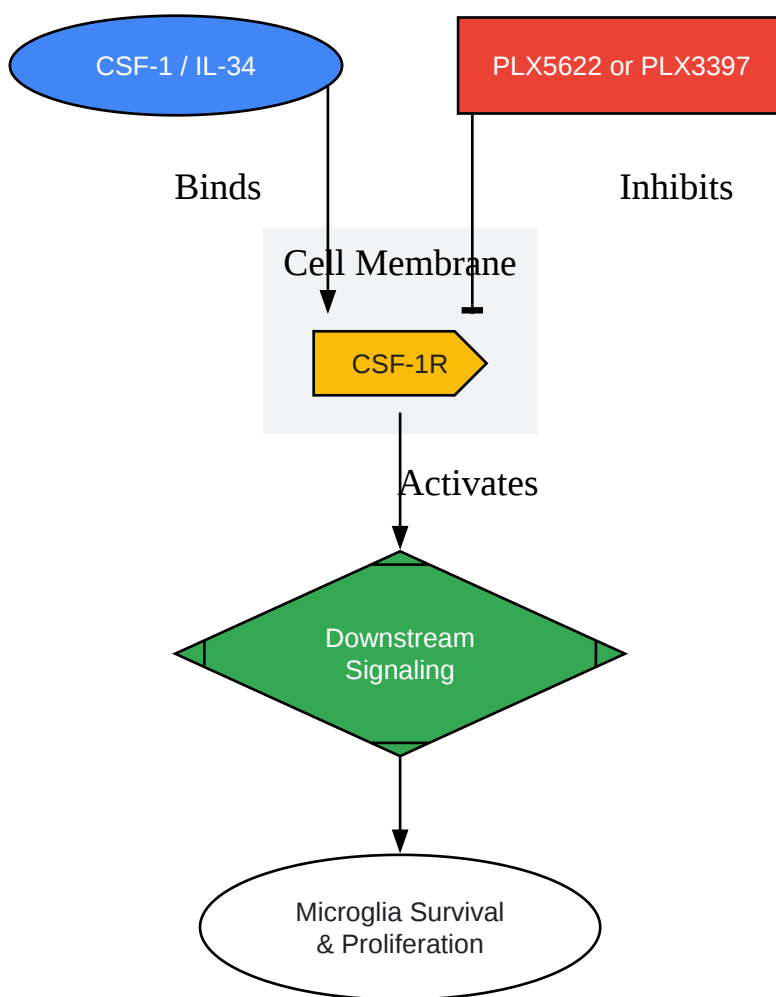 CSF-1 / IL-34
PLX5622 or PLX3397
Binds
Inhibits
Cell Membrane
CSF-1R
Activates
Downstream
Signaling
Microglia Survival
& Proliferation